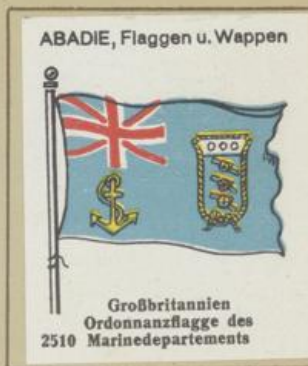 ABADIE, Flaggen u. Wappen
Großbritannien
Ordonnanzflagge des
2510 Marinedepartements